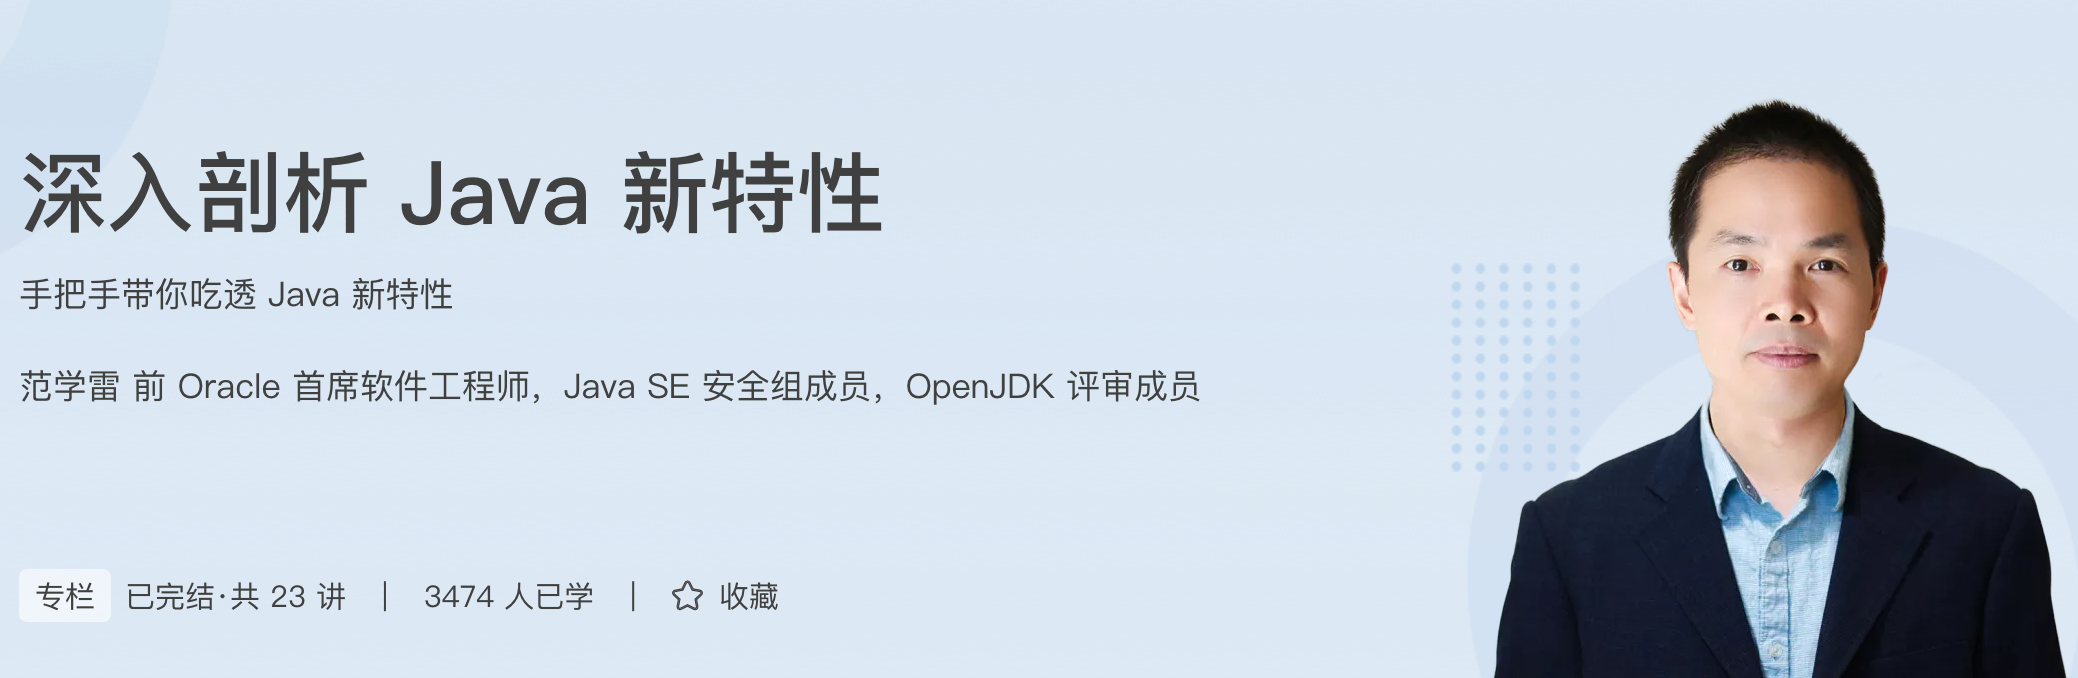 深入剖析 Java 新特性
手把手带你吃透 Java 新特性
范学雷 前 Oracle 首席软件工程师，Java SE 安全组成员，OpenJDK 评审成员
专栏 已完结·共 23 讲 | 3474 人已学 | 收藏